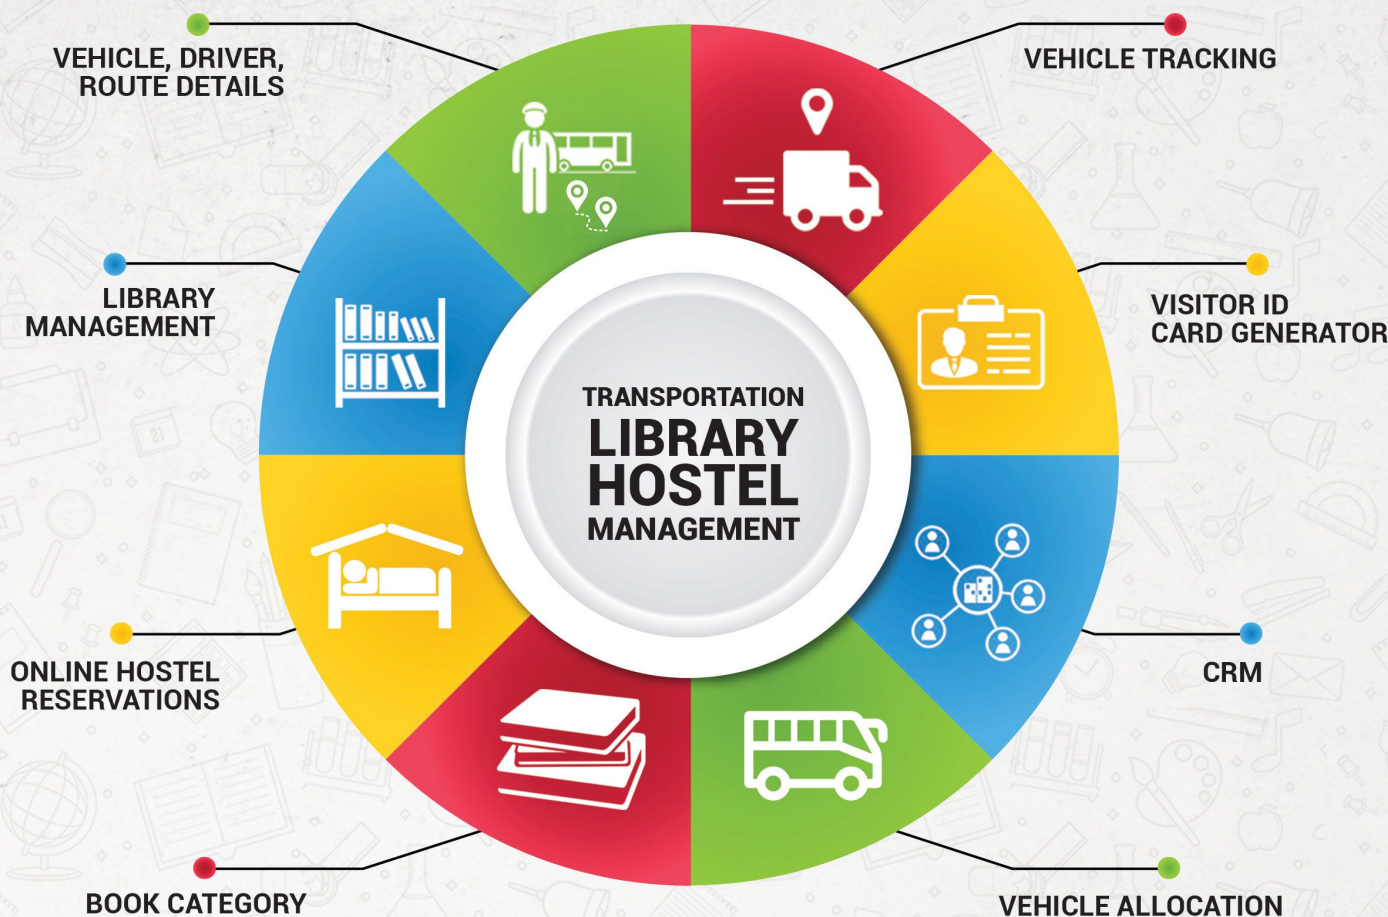 VEHICLE, DRIVER,
ROUTE DETAILS
VEHICLE TRACKING
LIBRARY
MANAGEMENT
VISITOR ID
CARD GENERATOR
TRANSPORTATION
LIBRARY
HOSTEL
MANAGEMENT
ONLINE HOSTEL
RESERVATIONS
CRM
BOOK CATEGORY
VEHICLE ALLOCATION
21